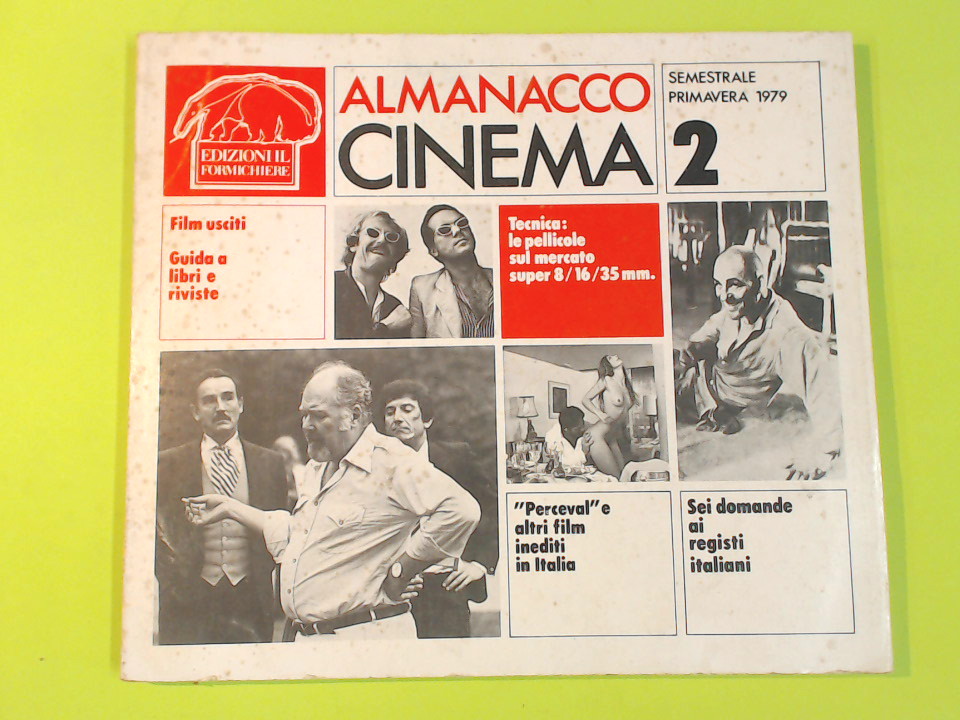 EDIZIONI IL
FORMICHIERE
ALMANACCO
CINEMA
SEMESTRALE
PRIMAVERA 1979
2
Film usciti
Guida a
libri e
riviste
Tecnica:
le pellicole
sul mercato
super 8/16/35 mm.
"Perceval" e
altri film
inediti
in Italia
Sei domande
ai
registi
italiani